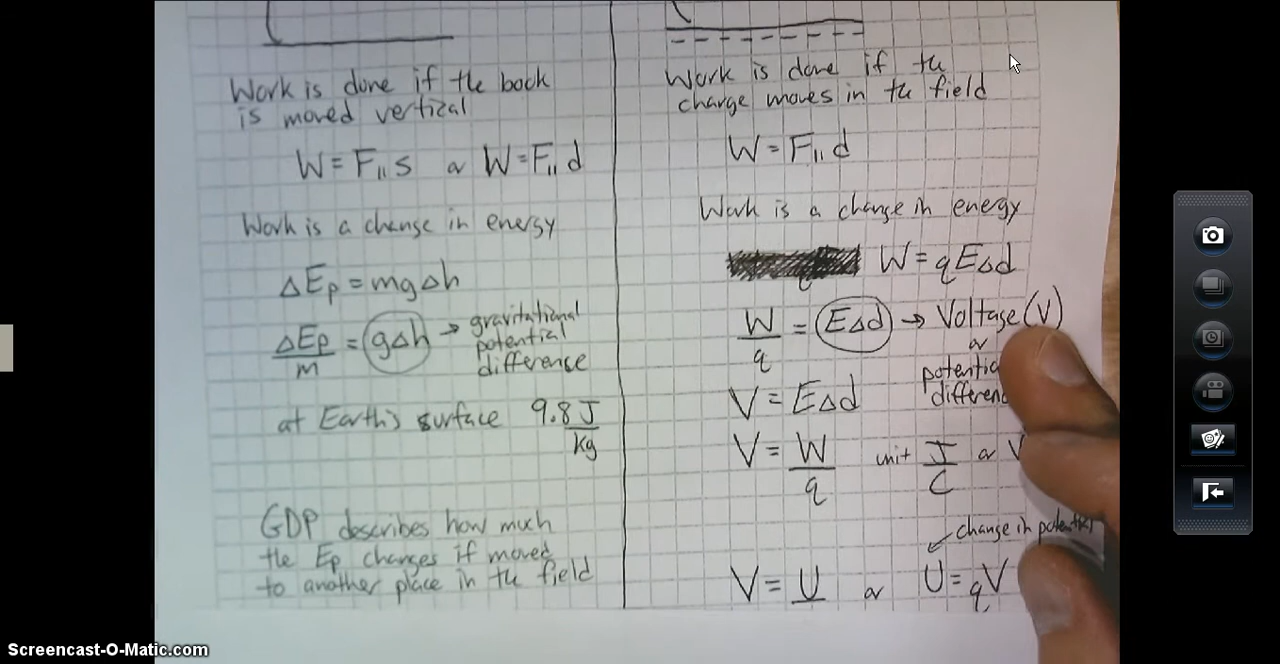 Work is done if the book
is moved vertical
W = F∥ s or W = F∥ d
Work is a change in energy
ΔEp = mgΔh
ΔEp/m = gΔh → gravitational
potential
difference
at Earth's surface 9.8 J/kg
GDP describes how much
the Ep changes if moved
to another place in the field
Work is done if the
charge moves in the field
W = F∥ d
Work is a change in energy
W = qEΔd
W/q = EΔd → Voltage (V)
or
V = EΔd
V = W/q unit J/C or V
change in
V = U or U = qV
Screencast-O-Matic.com